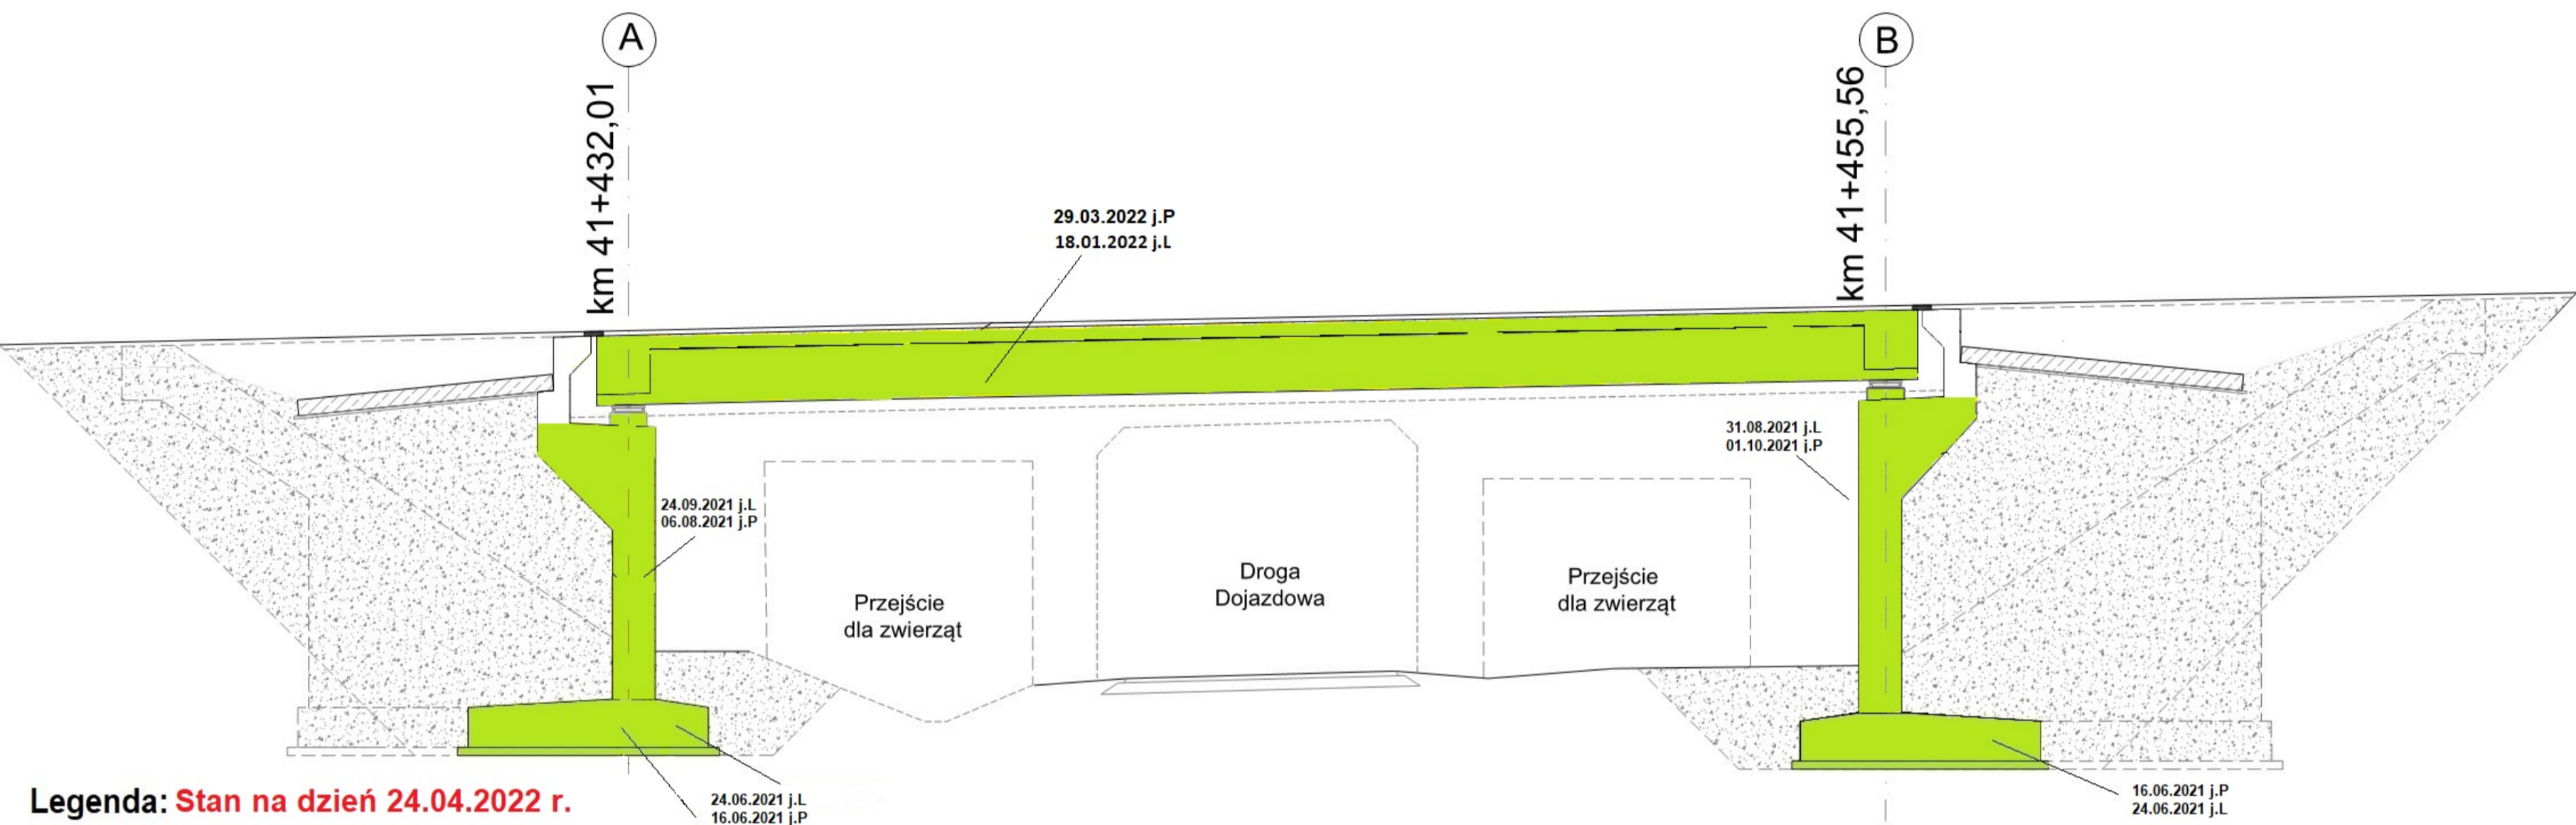 A
B
km 41+432,01
km 41+455,56
29.03.2022 j.P
18.01.2022 j.L
31.08.2021 j.L
01.10.2021 j.P
24.09.2021 j.L
06.08.2021 j.P
Przejście
dla zwierząt
Droga
Dojazdowa
Przejście
dla zwierząt
24.06.2021 j.L
16.06.2021 j.P
16.06.2021 j.P
24.06.2021 j.L
Legenda: Stan na dzień 24.04.2022 r.